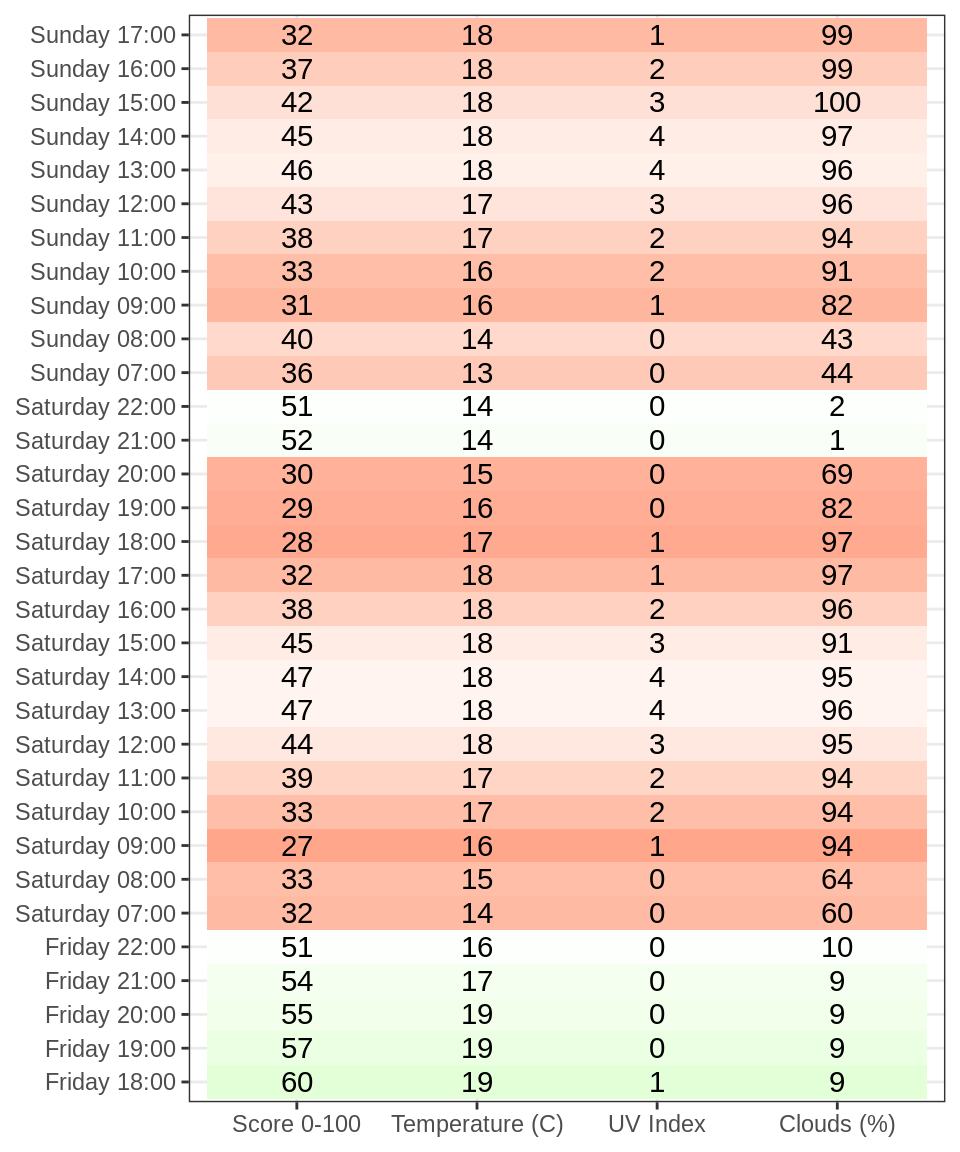 Sunday 17:00 32 18 1 99
Sunday 16:00 37 18 2 99
Sunday 15:00 42 18 3 100
Sunday 14:00 45 18 4 97
Sunday 13:00 46 18 4 96
Sunday 12:00 43 17 3 96
Sunday 11:00 38 17 2 94
Sunday 10:00 33 16 2 91
Sunday 09:00 31 16 1 82
Sunday 08:00 40 14 0 43
Sunday 07:00 36 13 0 44
Saturday 22:00 51 14 0 2
Saturday 21:00 52 14 0 1
Saturday 20:00 30 15 0 69
Saturday 19:00 29 16 0 82
Saturday 18:00 28 17 1 97
Saturday 17:00 32 18 1 97
Saturday 16:00 38 18 2 96
Saturday 15:00 45 18 3 91
Saturday 14:00 47 18 4 95
Saturday 13:00 47 18 4 96
Saturday 12:00 44 18 3 95
Saturday 11:00 39 17 2 94
Saturday 10:00 33 17 2 94
Saturday 09:00 27 16 1 94
Saturday 08:00 33 15 0 64
Saturday 07:00 32 14 0 60
Friday 22:00 51 16 0 10
Friday 21:00 54 17 0 9
Friday 20:00 55 19 0 9
Friday 19:00 57 19 0 9
Friday 18:00 60 19 1 9
Score 0-100 Temperature (C) UV Index Clouds (%)